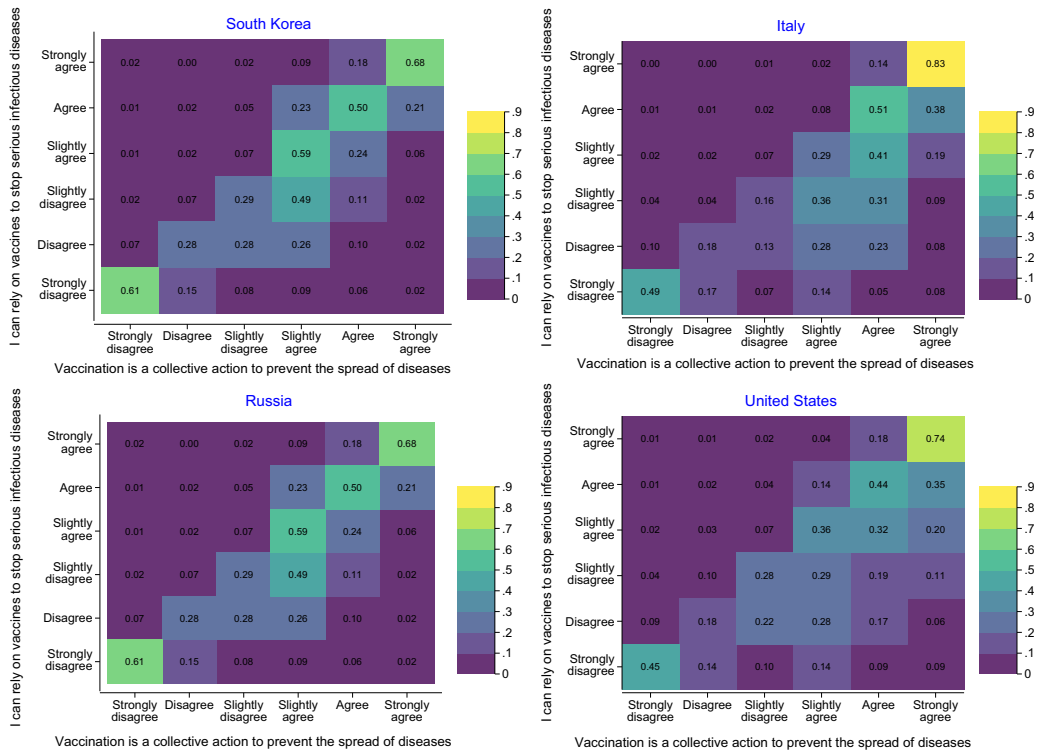 South Korea
I can rely on vaccines to stop serious infectious diseases
Strongly
agree
0.02 0.00 0.02 0.09 0.18 0.68
Agree
0.01 0.02 0.05 0.23 0.50 0.21
Slightly
agree
0.01 0.02 0.07 0.59 0.24 0.06
Slightly
disagree
0.02 0.07 0.29 0.49 0.11 0.02
Disagree
0.07 0.28 0.28 0.26 0.10 0.02
Strongly
disagree
0.61 0.15 0.08 0.09 0.06 0.02
Strongly Disagree Slightly Slightly Agree Strongly
disagree disagree agree agree
Vaccination is a collective action to prevent the spread of diseases
.9
.8
.7
.6
.5
.4
.3
.2
.1
0
Italy
I can rely on vaccines to stop serious infectious diseases
Strongly
agree
0.00 0.00 0.01 0.02 0.14 0.83
Agree
0.01 0.01 0.02 0.08 0.51 0.38
Slightly
agree
0.02 0.02 0.07 0.29 0.41 0.19
Slightly
disagree
0.04 0.04 0.16 0.36 0.31 0.09
Disagree
0.10 0.18 0.13 0.28 0.23 0.08
Strongly
disagree
0.49 0.17 0.07 0.14 0.05 0.08
Strongly Disagree Slightly Slightly Agree Strongly
disagree disagree agree agree
Vaccination is a collective action to prevent the spread of diseases
.9
.8
.7
.6
.5
.4
.3
.2
.1
0
Russia
I can rely on vaccines to stop serious infectious diseases
Strongly
agree
0.02 0.00 0.02 0.09 0.18 0.68
Agree
0.01 0.02 0.05 0.23 0.50 0.21
Slightly
agree
0.01 0.02 0.07 0.59 0.24 0.06
Slightly
disagree
0.02 0.07 0.29 0.49 0.11 0.02
Disagree
0.07 0.28 0.28 0.26 0.10 0.02
Strongly
disagree
0.61 0.15 0.08 0.09 0.06 0.02
Strongly Disagree Slightly Slightly Agree Strongly
disagree disagree agree agree
Vaccination is a collective action to prevent the spread of diseases
.9
.8
.7
.6
.5
.4
.3
.2
.1
0
United States
I can rely on vaccines to stop serious infectious diseases
Strongly
agree
0.01 0.01 0.02 0.04 0.18 0.74
Agree
0.01 0.02 0.04 0.14 0.44 0.35
Slightly
agree
0.02 0.03 0.07 0.36 0.32 0.20
Slightly
disagree
0.04 0.10 0.28 0.29 0.19 0.11
Disagree
0.09 0.18 0.22 0.28 0.17 0.06
Strongly
disagree
0.45 0.14 0.10 0.14 0.09 0.09
Strongly Disagree Slightly Slightly Agree Strongly
disagree disagree agree agree
Vaccination is a collective action to prevent the spread of diseases
.9
.8
.7
.6
.5
.4
.3
.2
.1
0